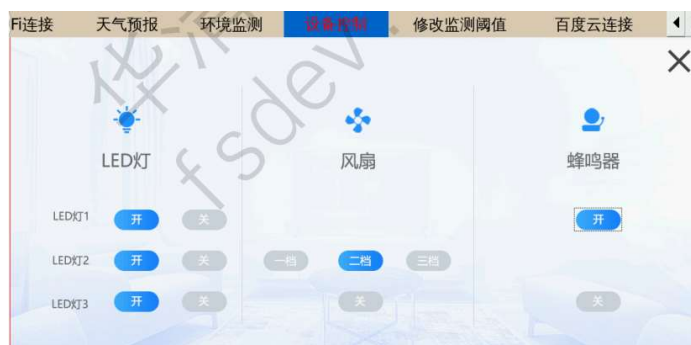 Fi连接 天气预报 环境监测 设备控制 修改监测阈值 百度云连接
LED灯 风扇 蜂鸣器
LED灯1 开 关 开
LED灯2 开 关 一档 二档 三档
LED灯3 开 关 关 关
华清
fsdev.